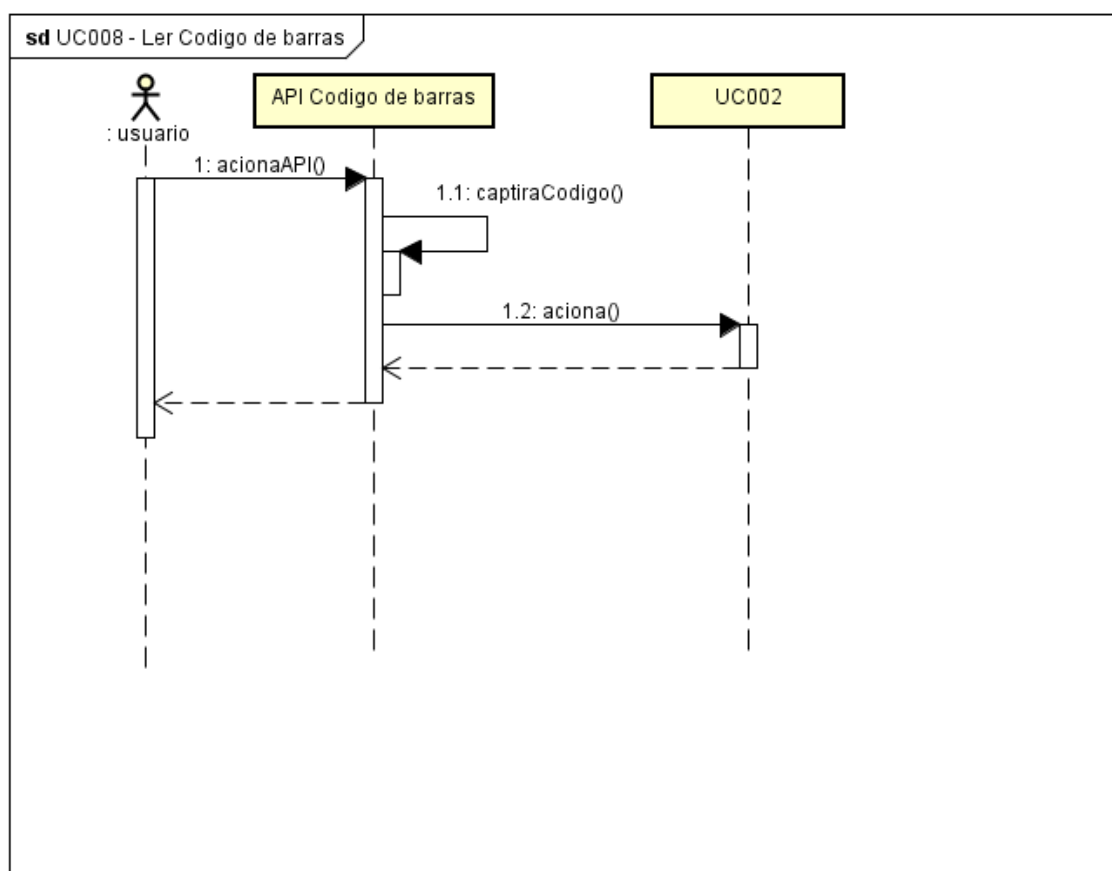 sd UC008 - Ler Codigo de barras
: usuario
API Codigo de barras
UC002
1: acionaAPI()
1.1: captiraCodigo()
1.2: aciona()